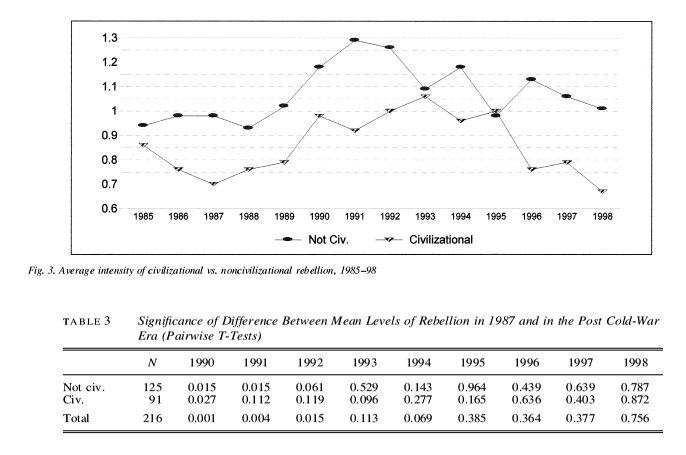 1.3
1.2
1.1
1
0.9
0.8
0.7
0.6
1985 1986 1987 1988 1989 1990 1991 1992 1993 1994 1995 1996 1997 1998
Not Civ. Civilizational
Fig. 3. Average intensity of civilizational vs. noncivilizational rebellion, 1985–98
TABLE 3 Significance of Difference Between Mean Levels of Rebellion in 1987 and in the Post Cold-War
Era (Pairwise T-Tests)
N 1990 1991 1992 1993 1994 1995 1996 1997 1998
Not civ. 125 0.015 0.015 0.061 0.529 0.143 0.964 0.439 0.639 0.787
Civ. 91 0.027 0.112 0.119 0.096 0.277 0.165 0.636 0.403 0.872
Total 216 0.001 0.004 0.015 0.113 0.069 0.385 0.364 0.377 0.756